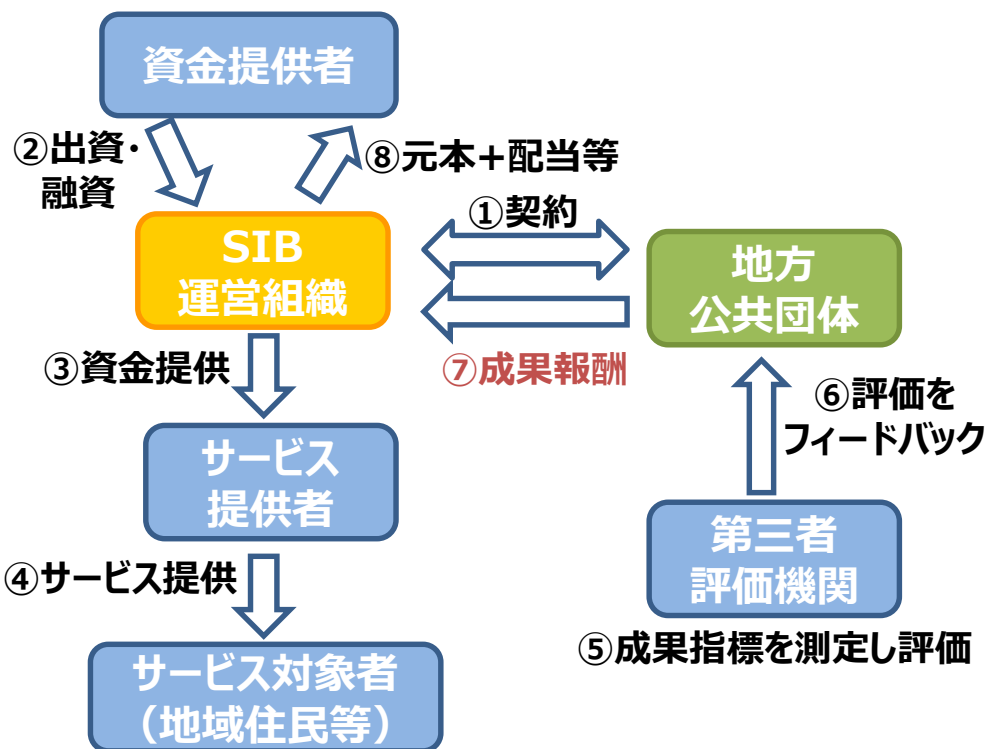 資金提供者
②出資・
融資
⑧元本+配当等
①契約
SIB
運営組織
地方
公共団体
⑦成果報酬
③資金提供
⑥評価を
フィードバック
サービス
提供者
第三者
評価機関
④サービス提供
⑤成果指標を測定し評価
サービス対象者
（地域住民等）